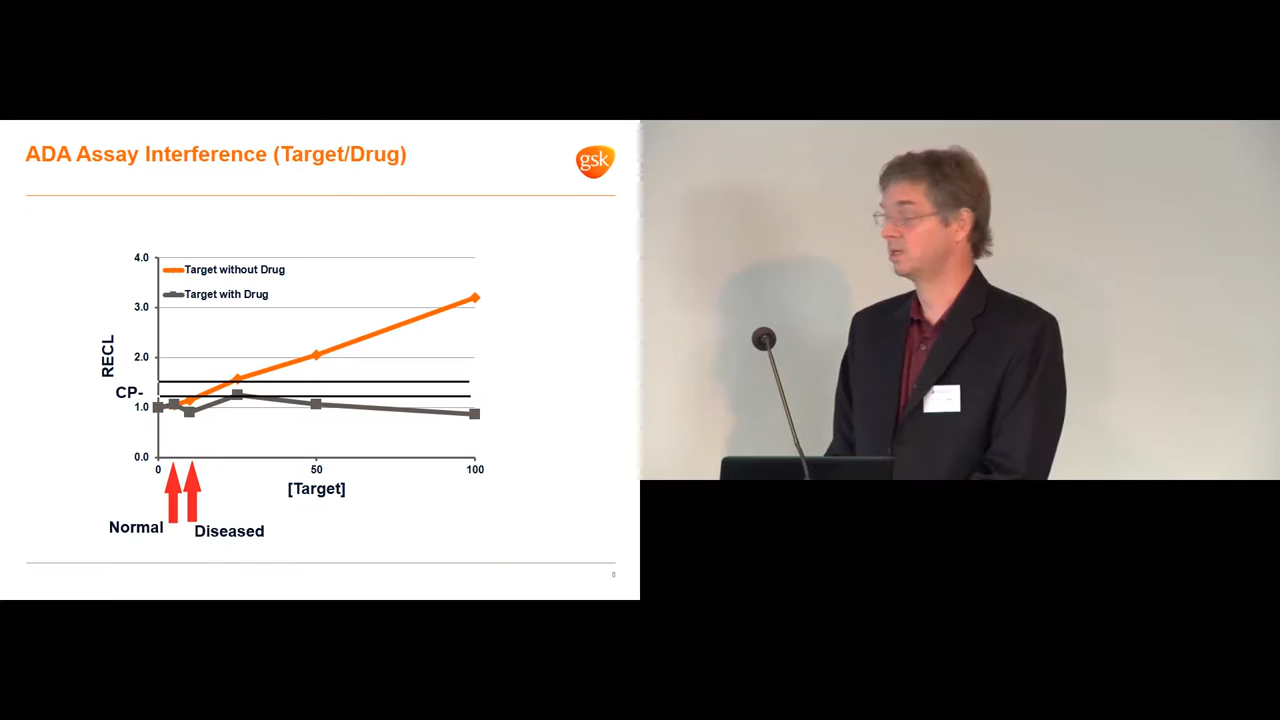 ADA Assay Interference (Target/Drug)
gsk
4.0
Target without Drug
Target with Drug
3.0
RECL
2.0
CP-
1.0
0.0
0
50
100
[Target]
Normal
Diseased
8